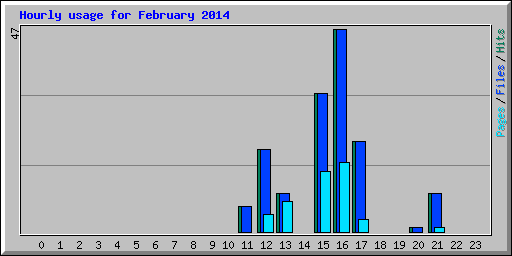 Hourly usage for February 2014
47
Pages/Files/Hits
0 1 2 3 4 5 6 7 8 9 10 11 12 13 14 15 16 17 18 19 20 21 22 23